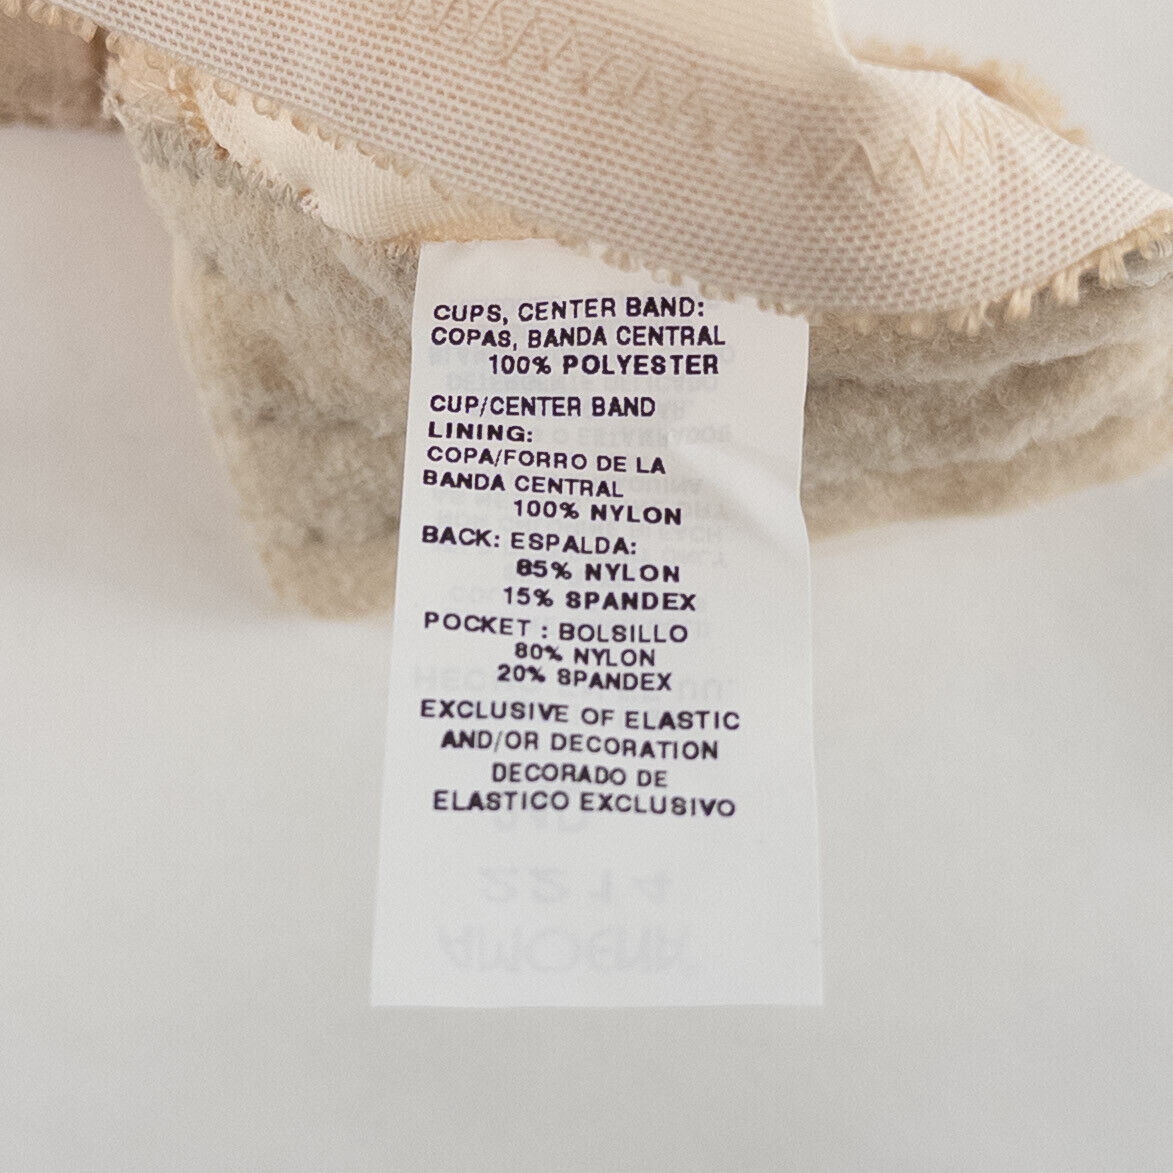 CUPS, CENTER BAND:
COPAS, BANDA CENTRAL
100% POLYESTER
CUP/CENTER BAND
LINING:
COPA/FORRO DE LA
BANDA CENTRAL
100% NYLON
BACK: ESPALDA:
85% NYLON
15% SPANDEX
POCKET : BOLSILLO
80% NYLON
20% SPANDEX
EXCLUSIVE OF ELASTIC
AND/OR DECORATION
DECORADO DE
ELASTICO EXCLUSIVO
2214
AMOENA